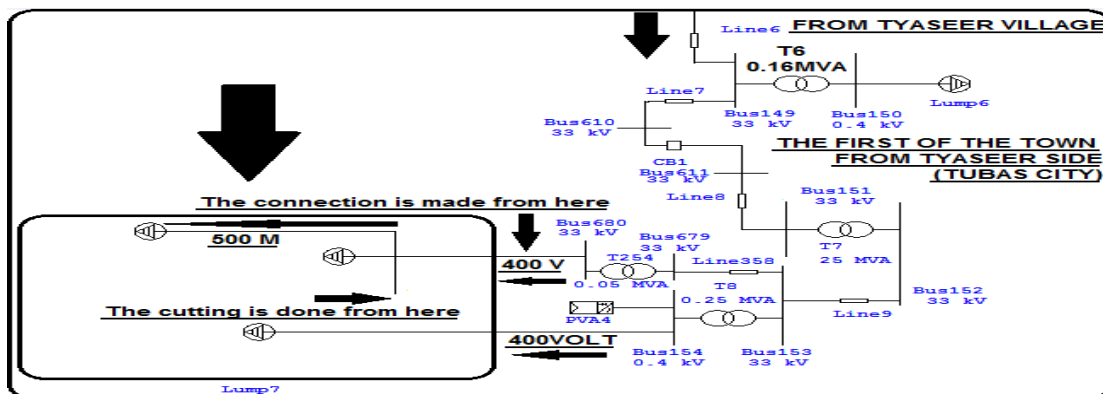 Line6 FROM TYASEER VILLAGE
T6
0.16MVA
Lump6
Line7
Bus149
33 kV
Bus150
0.4 kV
Bus610
33 kV
THE FIRST OF THE TOWN
FROM TYASEER SIDE
(TUBAS CITY)
CB1
Bus611
33 kV
Line8
Bus151
33 kV
T7
25 MVA
The connection is made from here
500 M
Bus680
33 kV
Bus679
33 kV
T254
0.05 MVA
400 V
Line358
T8
0.25 MVA
Bus152
33 kV
Line9
The cutting is done from here
PVA4
400VOLT
Bus154
0.4 kV
Bus153
33 kV
Lump7